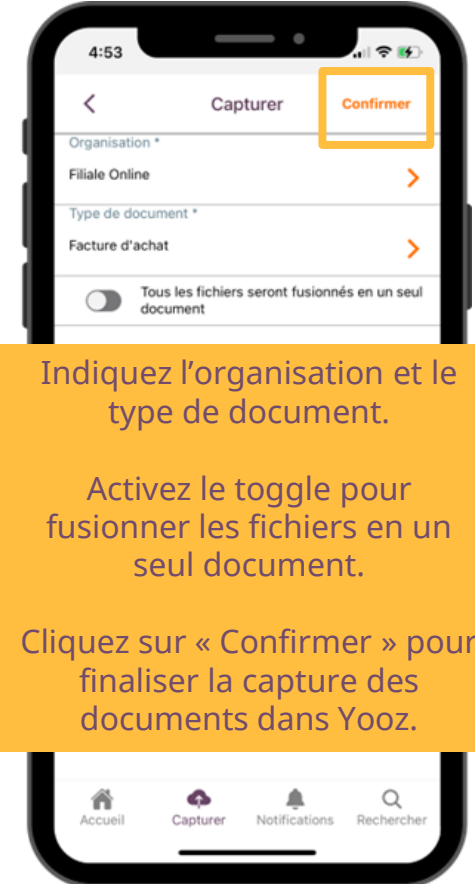 4:53
Capturer
Confirmer
Organisation *
Filiale Online
Type de document *
Facture d'achat
Tous les fichiers seront fusionnés en un seul
document
Indiquez l’organisation et le
type de document.
Activez le toggle pour
fusionner les fichiers en un
seul document.
Cliquez sur « Confirmer » pour
finaliser la capture des
documents dans Yooz.
Accueil
Capturer
Notifications
Rechercher